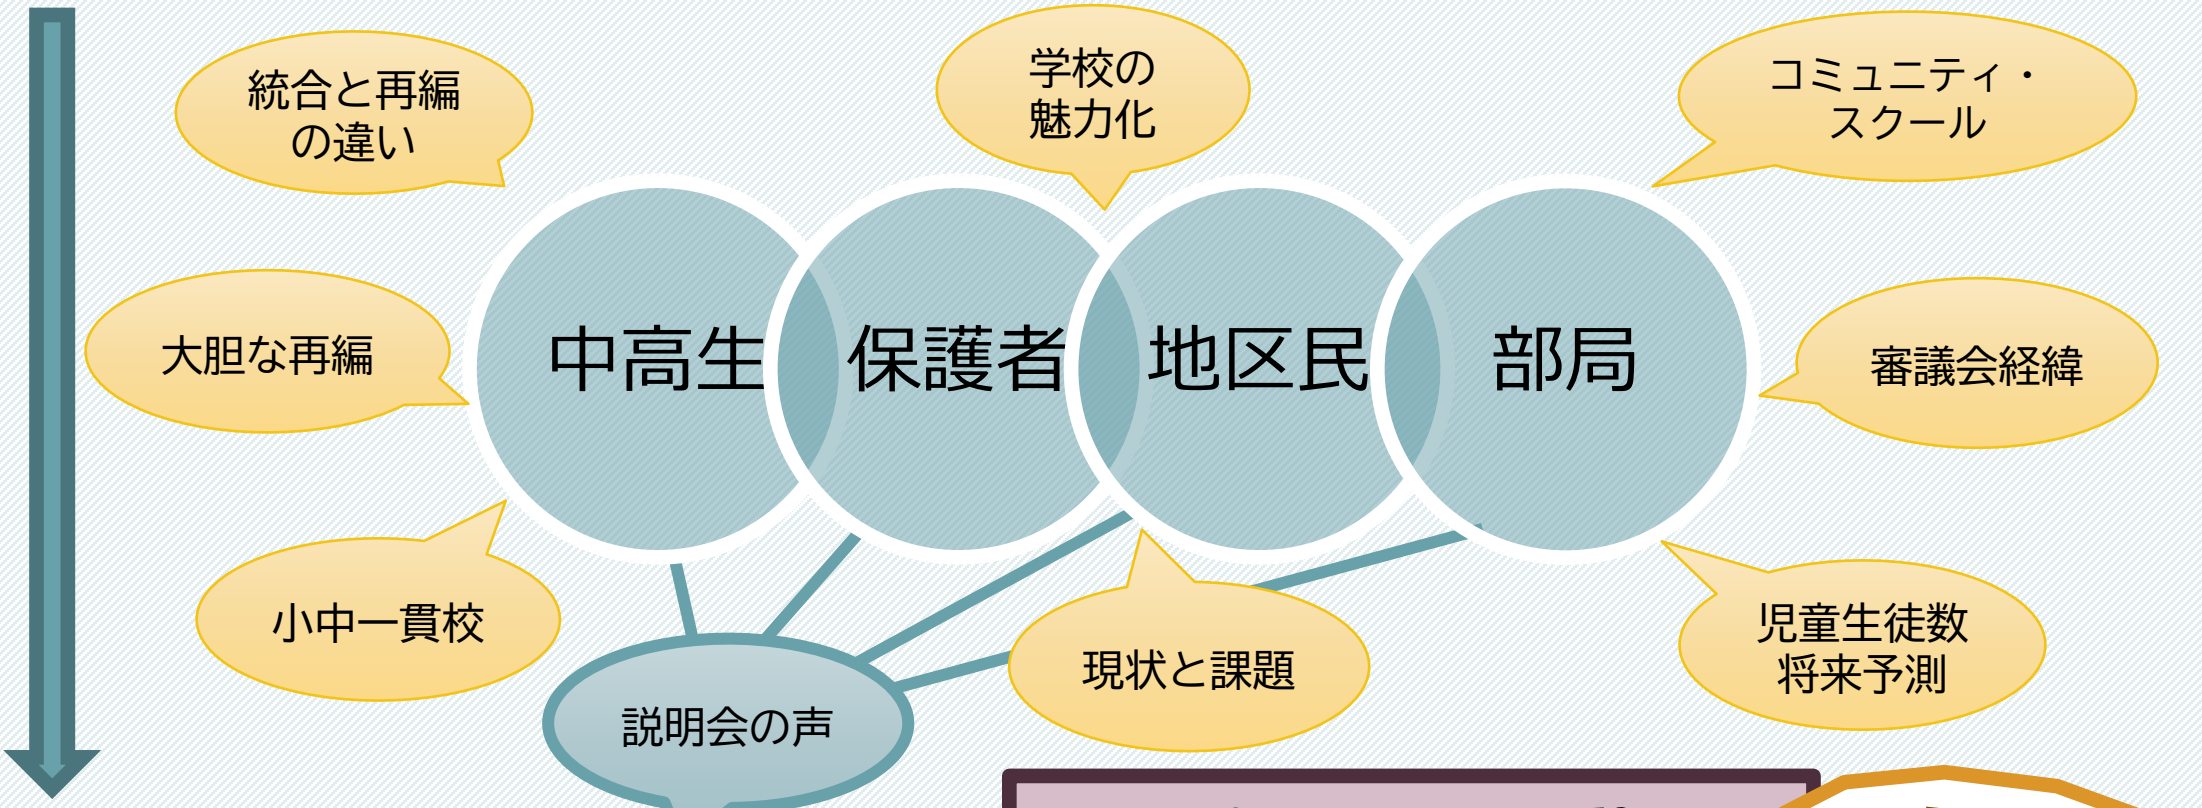 統合と再編
の違い
学校の
魅力化
コミュニティ・
スクール
大胆な再編
中高生
保護者
地区民
部局
審議会経緯
小中一貫校
現状と課題
児童生徒数
将来予測
説明会の声